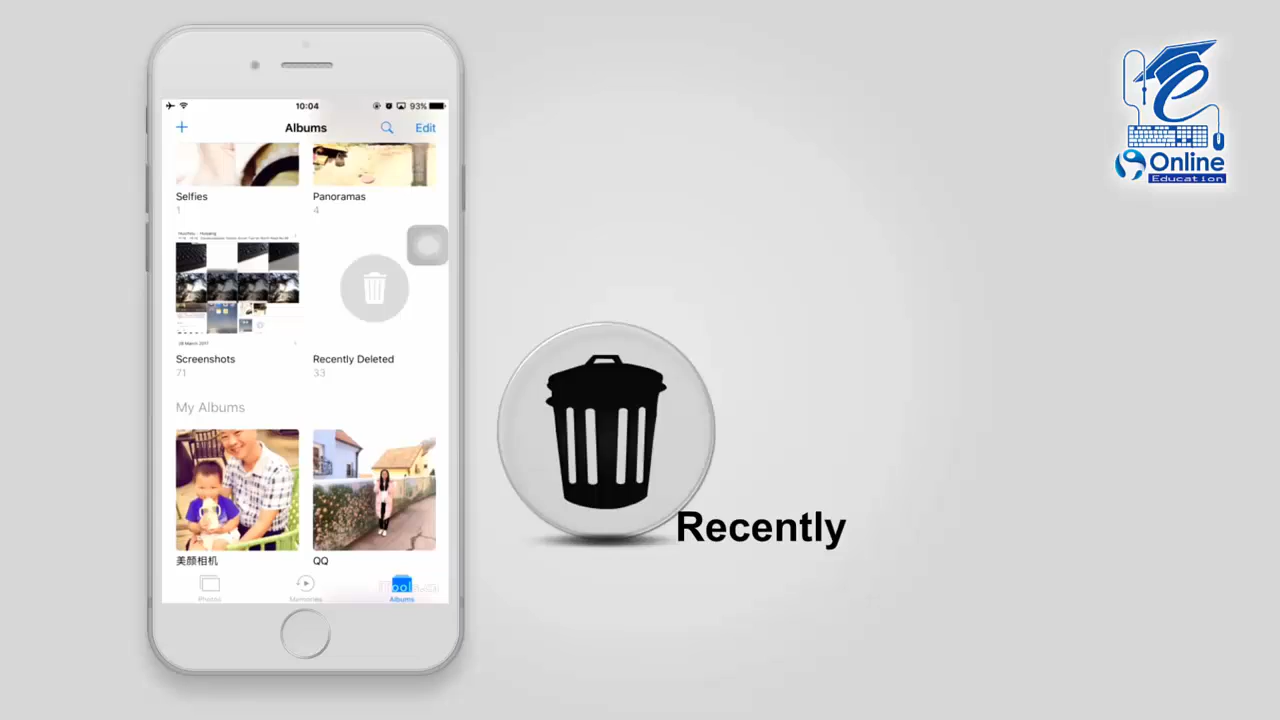 10:04
93%
Albums
Edit
Selfies
Panoramas
1
4
Screenshots
Recently Deleted
71
33
My Albums
美颜相机
QQ
Photos
Memories
Albums
Recently
Online
Education